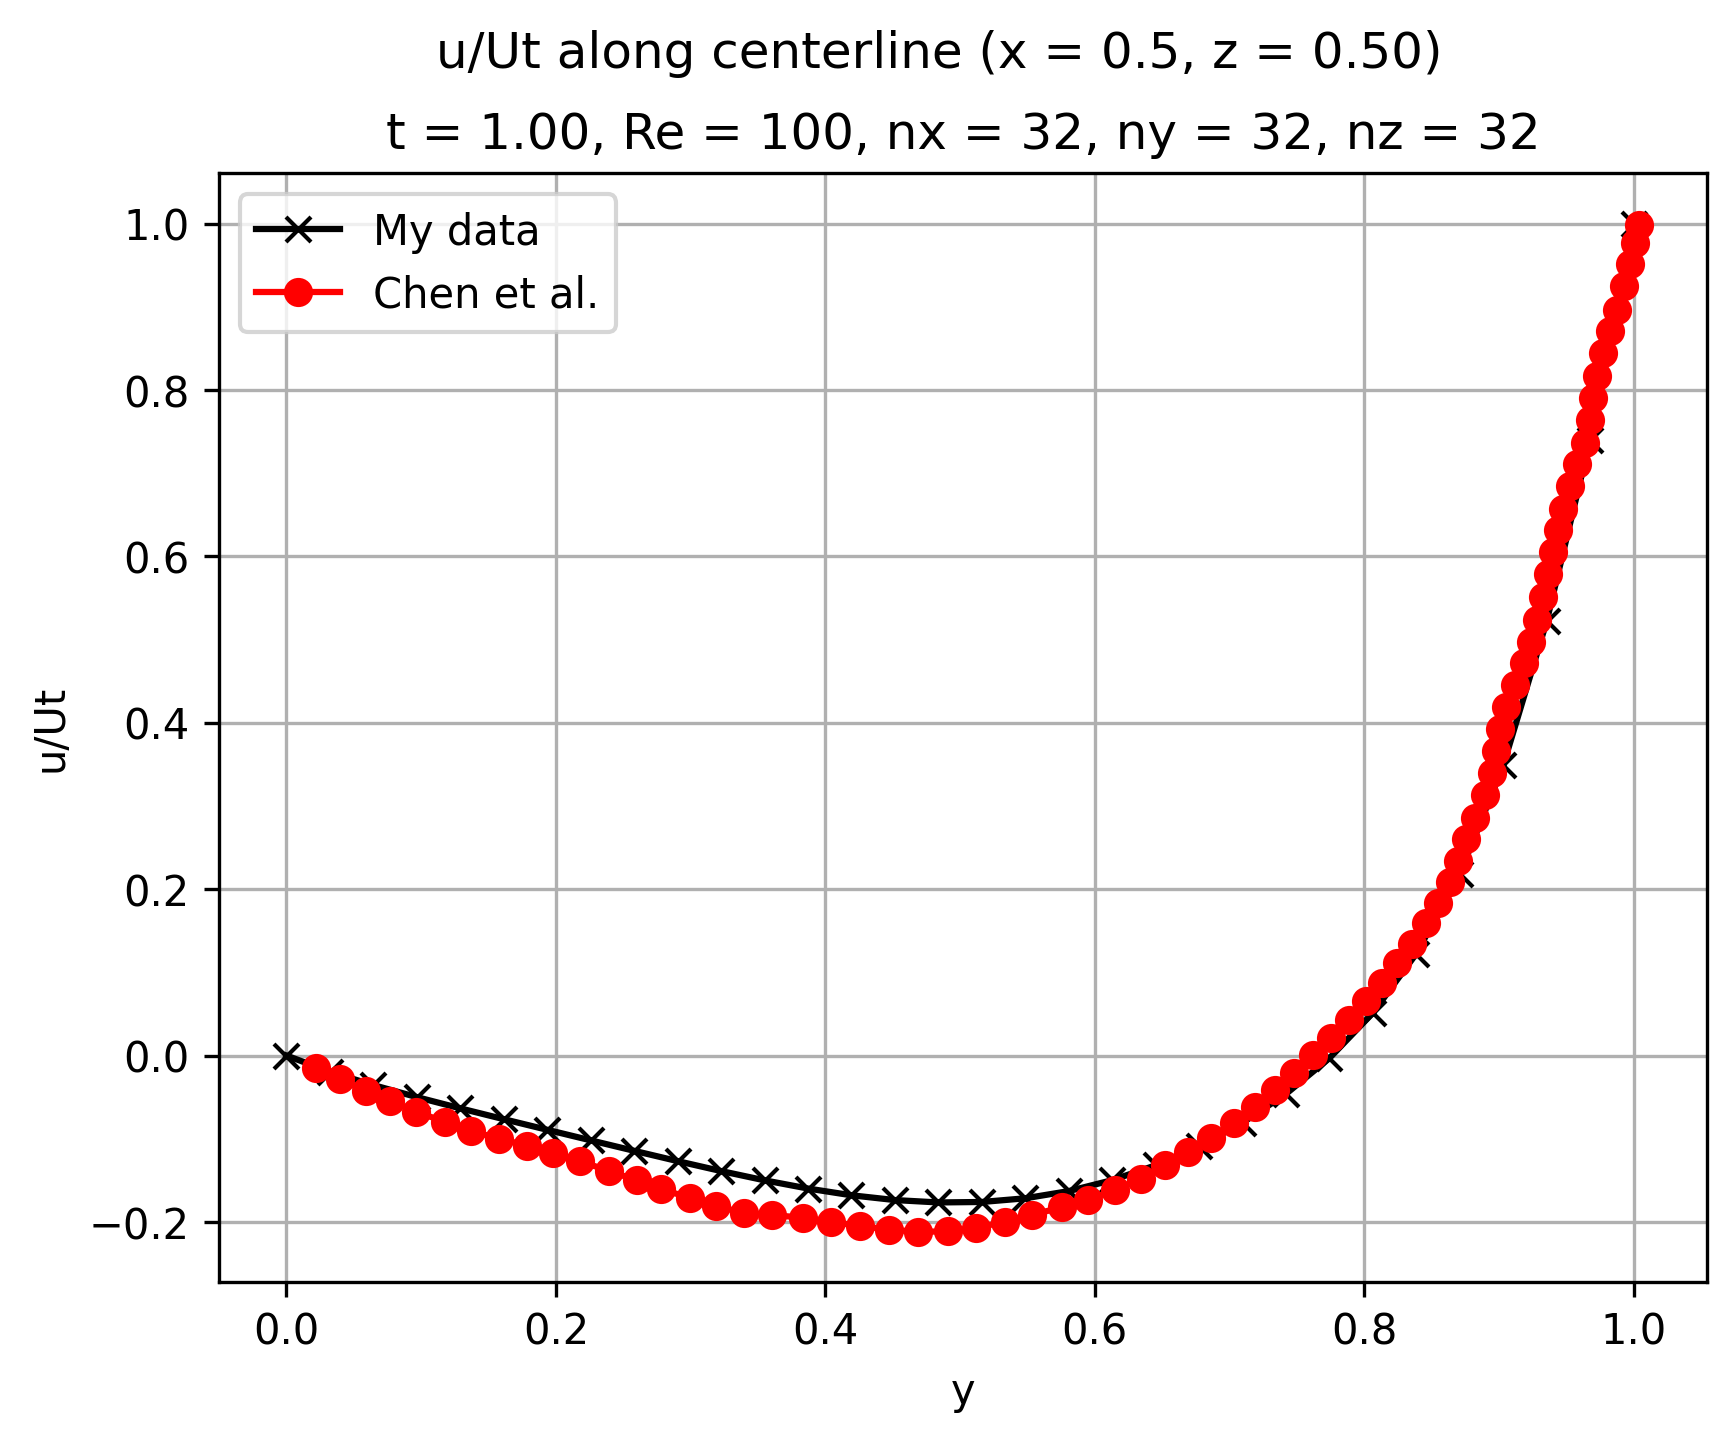 u/Ut along centerline (x = 0.5, z = 0.50)
t = 1.00, Re = 100, nx = 32, ny = 32, nz = 32
My data
Chen et al.
1.0
0.8
0.6
0.4
0.2
0.0
−0.2
u/Ut
0.0 0.2 0.4 0.6 0.8 1.0
y